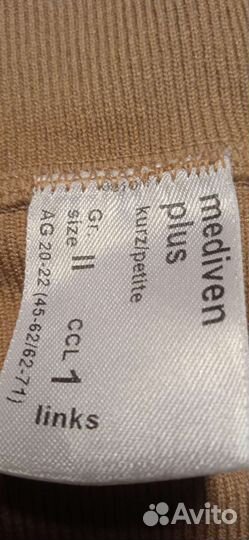 mediven
plus
kurz/petite
Gr.
size II CCL 1
AG 20-22 (45-62/62-71)
links
Avito